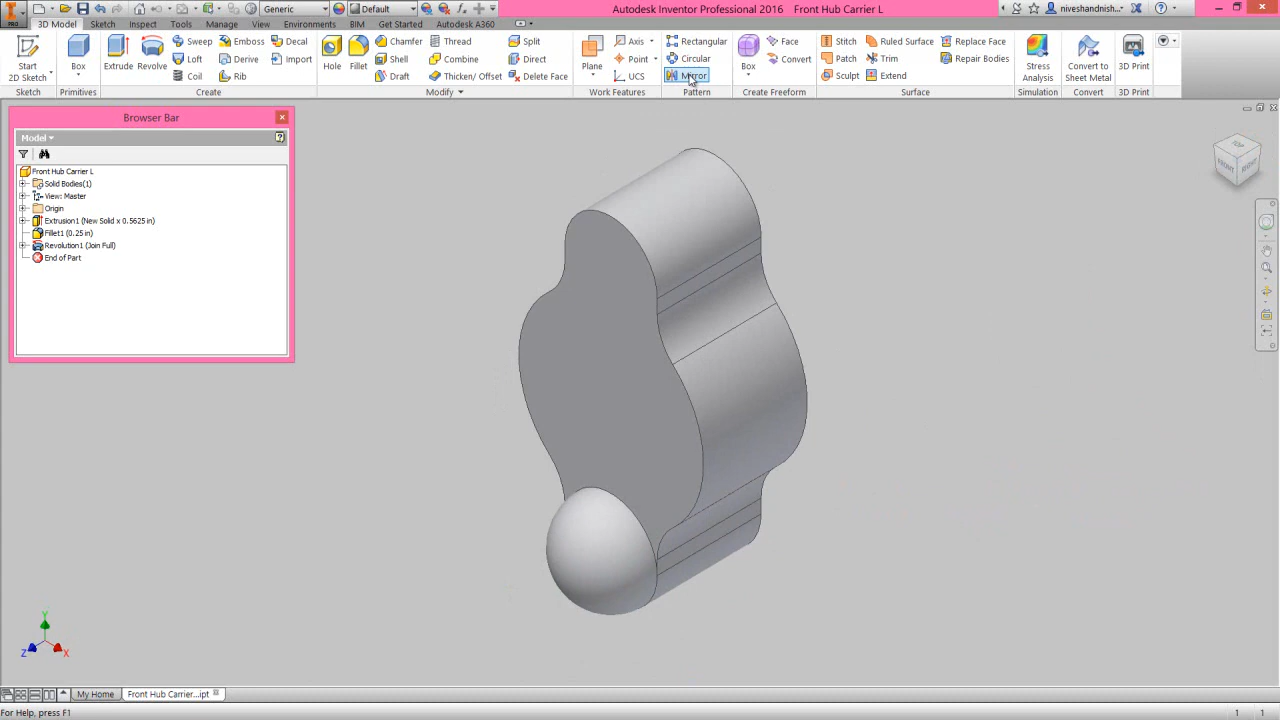 Generic
Default
Autodesk Inventor Professional 2016 Front Hub Carrier L
niveshandnish...
PRO
3D Model Sketch Inspect Tools Manage View Environments BIM Get Started Autodesk A360
Start
2D Sketch
Sketch
Box
Primitives
Extrude Revolve
Sweep Emboss Decal
Loft Derive Import
Coil Rib
Create
Hole Fillet
Chamfer Thread Split
Shell Combine Direct
Draft Thicken/ Offset Delete Face
Modify
Plane
Axis
Point
UCS
Work Features
Rectangular
Circular
Mirror
Pattern
Box
Face
Convert
Create Freeform
Stitch Ruled Surface Replace Face
Patch Trim Repair Bodies
Sculpt Extend
Surface
Stress
Analysis
Simulation
Convert to
Sheet Metal
Convert
3D Print
3D Print
Browser Bar
Model
Front Hub Carrier L
Solid Bodies(1)
View: Master
Origin
Extrusion1 (New Solid x 0.5625 in)
Fillet1 (0.25 in)
Revolution1 (Join Full)
End of Part
FRONT RIGHT
Y
Z X
My Home Front Hub Carrier...ipt
For Help, press F1 1 1